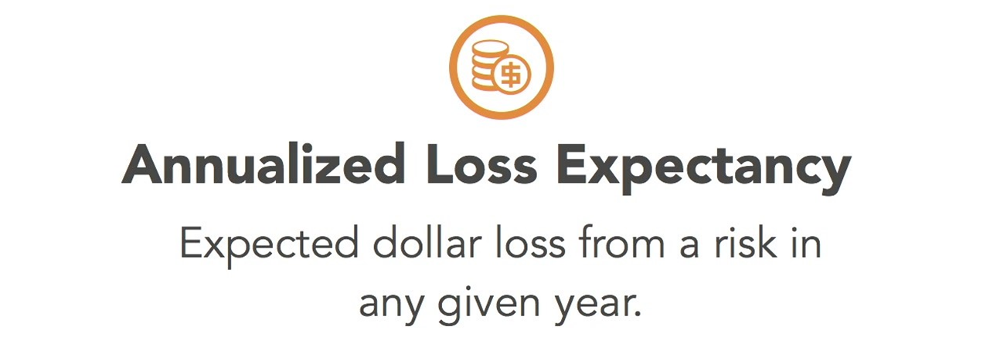 Annualized Loss Expectancy
Expected dollar loss from a risk in
any given year.